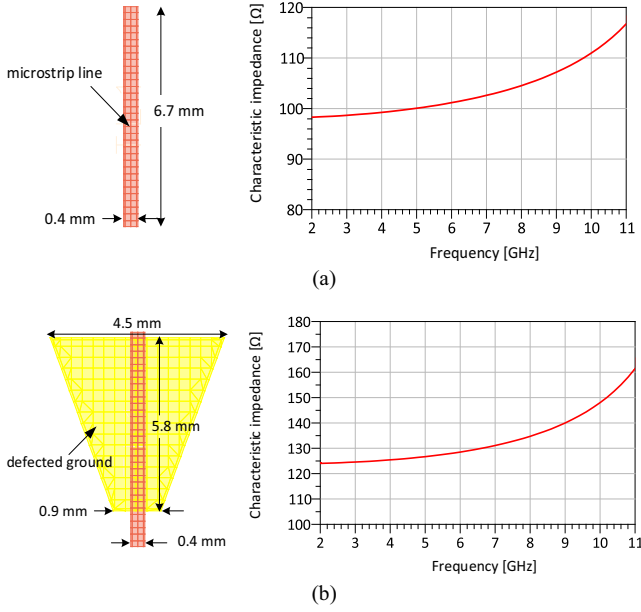 microstrip line
6.7 mm
0.4 mm
Characteristic impedance [Ω]
120
110
100
90
80
2 3 4 5 6 7 8 9 10 11
Frequency [GHz]
(a)
4.5 mm
5.8 mm
defected ground
0.9 mm
0.4 mm
Characteristic impedance [Ω]
180
170
160
150
140
130
120
110
100
2 3 4 5 6 7 8 9 10 11
Frequency [GHz]
(b)